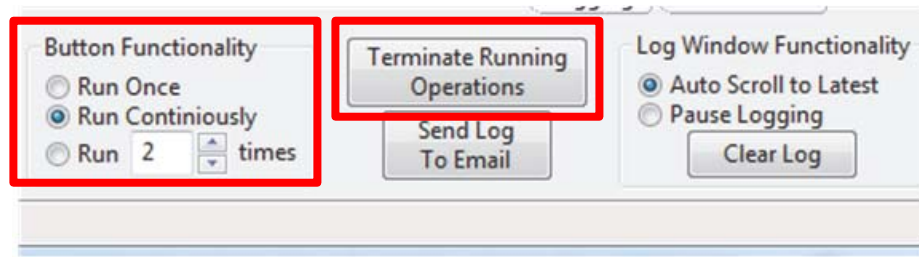 Button Functionality
Run Once
Run Continiously
Run 2 times
Terminate Running
Operations
Send Log
To Email
Log Window Functionality
Auto Scroll to Latest
Pause Logging
Clear Log